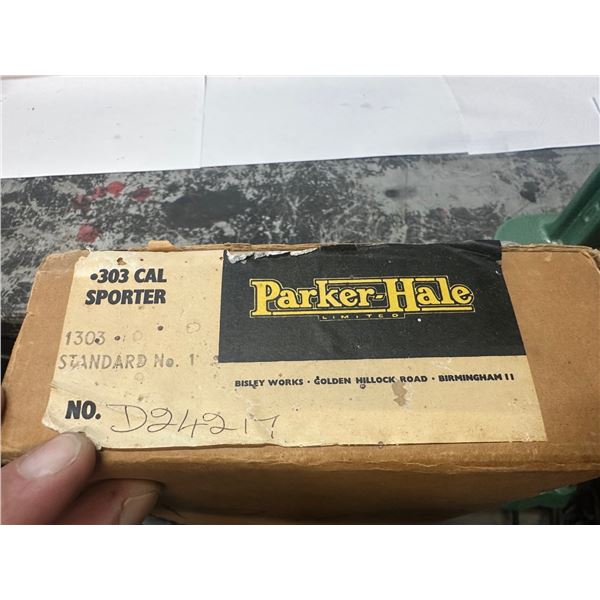 .303 CAL
SPORTER
1303
STANDARD No. 1
NO. D24217
Parker-Hale
LIMITED
BISLEY WORKS · GOLDEN HILLOCK ROAD · BIRMINGHAM 11